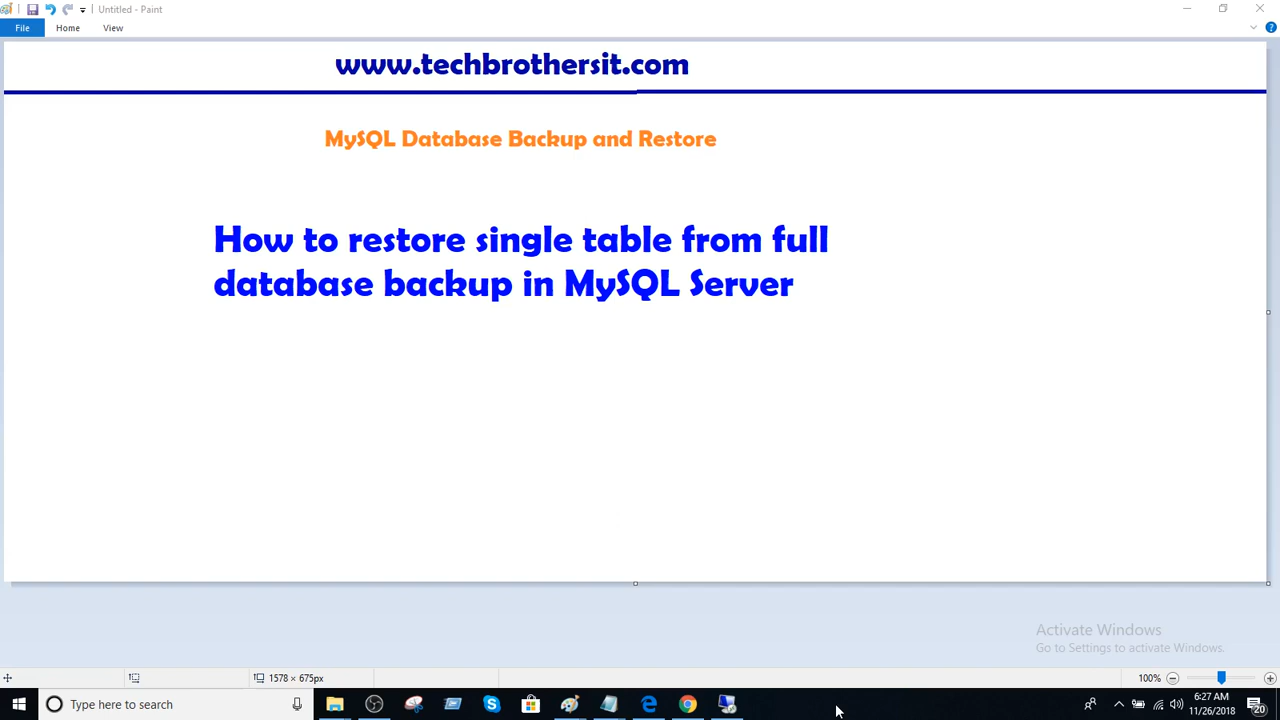 Untitled - Paint
File Home View
www.techbrothersit.com
MySQL Database Backup and Restore
How to restore single table from full
database backup in MySQL Server
Activate Windows
Go to Settings to activate Windows.
1578 × 675px
100%
Type here to search
6:27 AM
11/26/2018
20